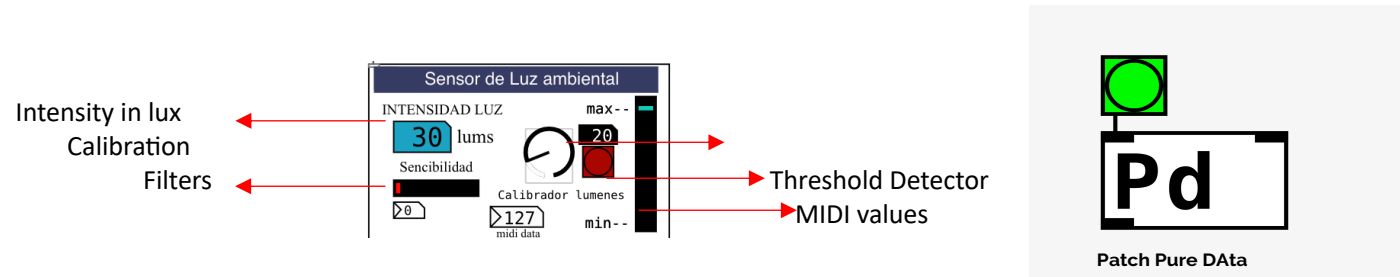 Intensity in lux
Calibration
Filters
Sensor de Luz ambiental
INTENSIDAD LUZ
max--
30 lums
20
Sencibilidad
Calibrador lumenes
0
127
midi data
min--
Threshold Detector
MIDI values
Pd
Patch Pure DAta